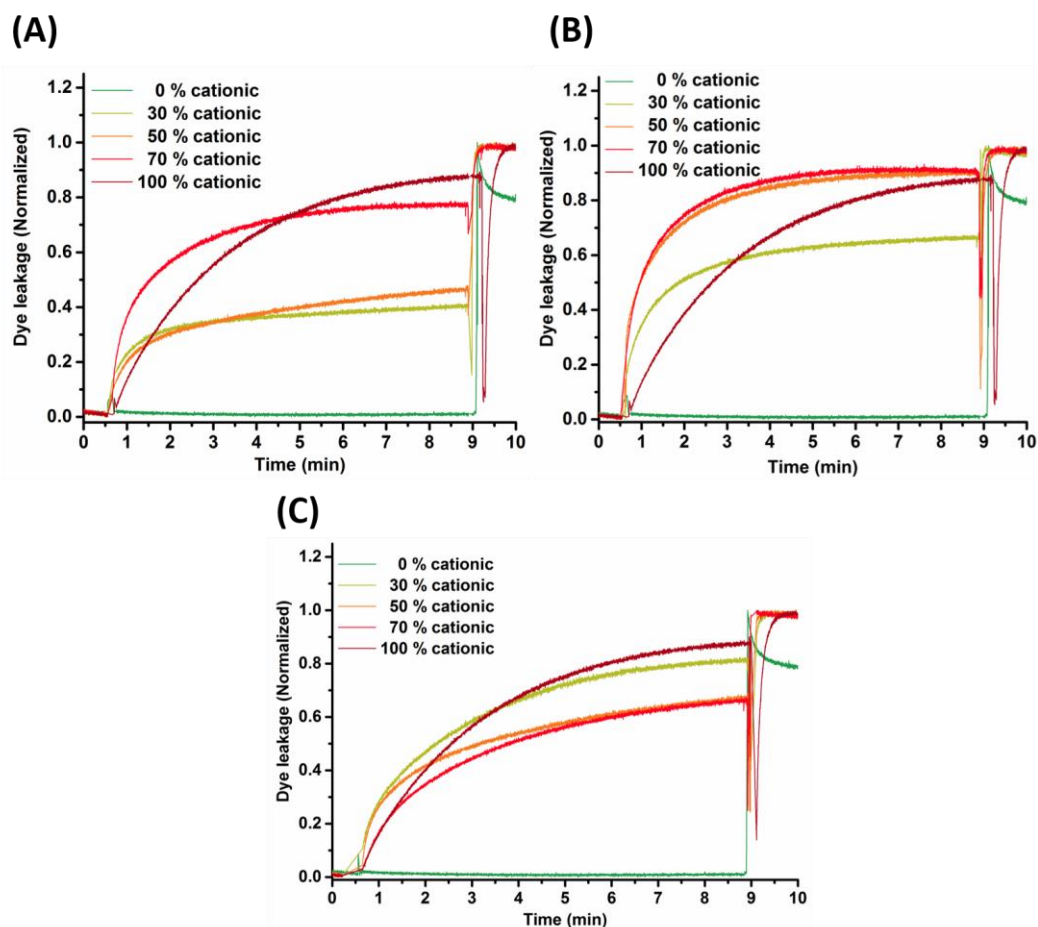 (A)
Dye leakage (Normalized)
1.2
1.0
0.8
0.6
0.4
0.2
0.0
0 % cationic
30 % cationic
50 % cationic
70 % cationic
100 % cationic
0 1 2 3 4 5 6 7 8 9 10
Time (min)
(B)
Dye leakage (Normalized)
1.2
1.0
0.8
0.6
0.4
0.2
0.0
0 % cationic
30 % cationic
50 % cationic
70 % cationic
100 % cationic
0 1 2 3 4 5 6 7 8 9 10
Time (min)
(C)
Dye leakage (Normalized)
1.2
1.0
0.8
0.6
0.4
0.2
0.0
0 % cationic
30 % cationic
50 % cationic
70 % cationic
100 % cationic
0 1 2 3 4 5 6 7 8 9 10
Time (min)